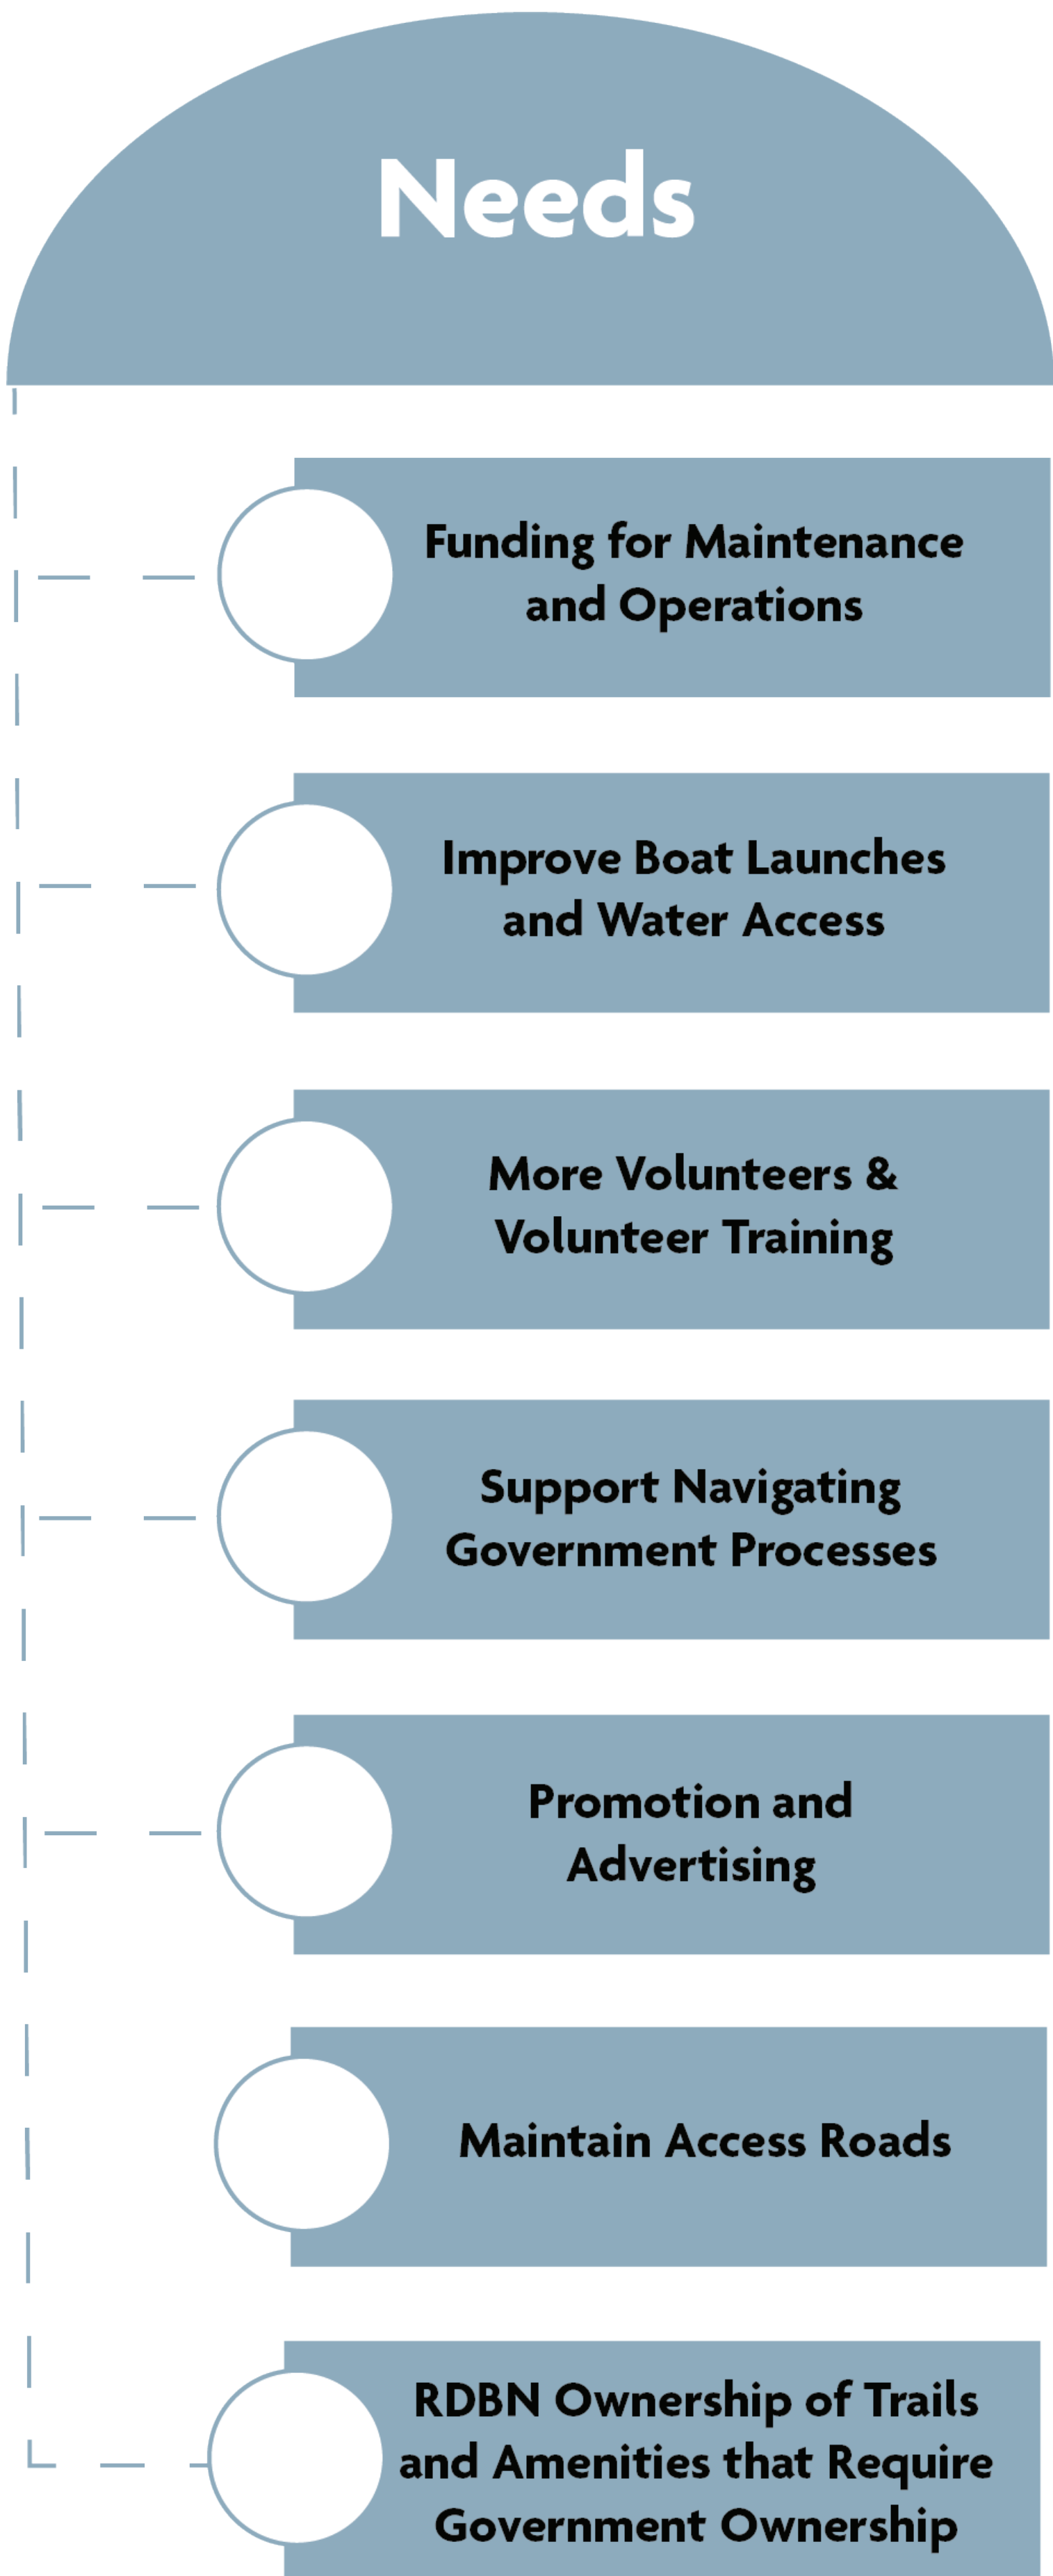 Needs
Funding for Maintenance
and Operations
Improve Boat Launches
and Water Access
More Volunteers &
Volunteer Training
Support Navigating
Government Processes
Promotion and
Advertising
Maintain Access Roads
RDBN Ownership of Trails
and Amenities that Require
Government Ownership